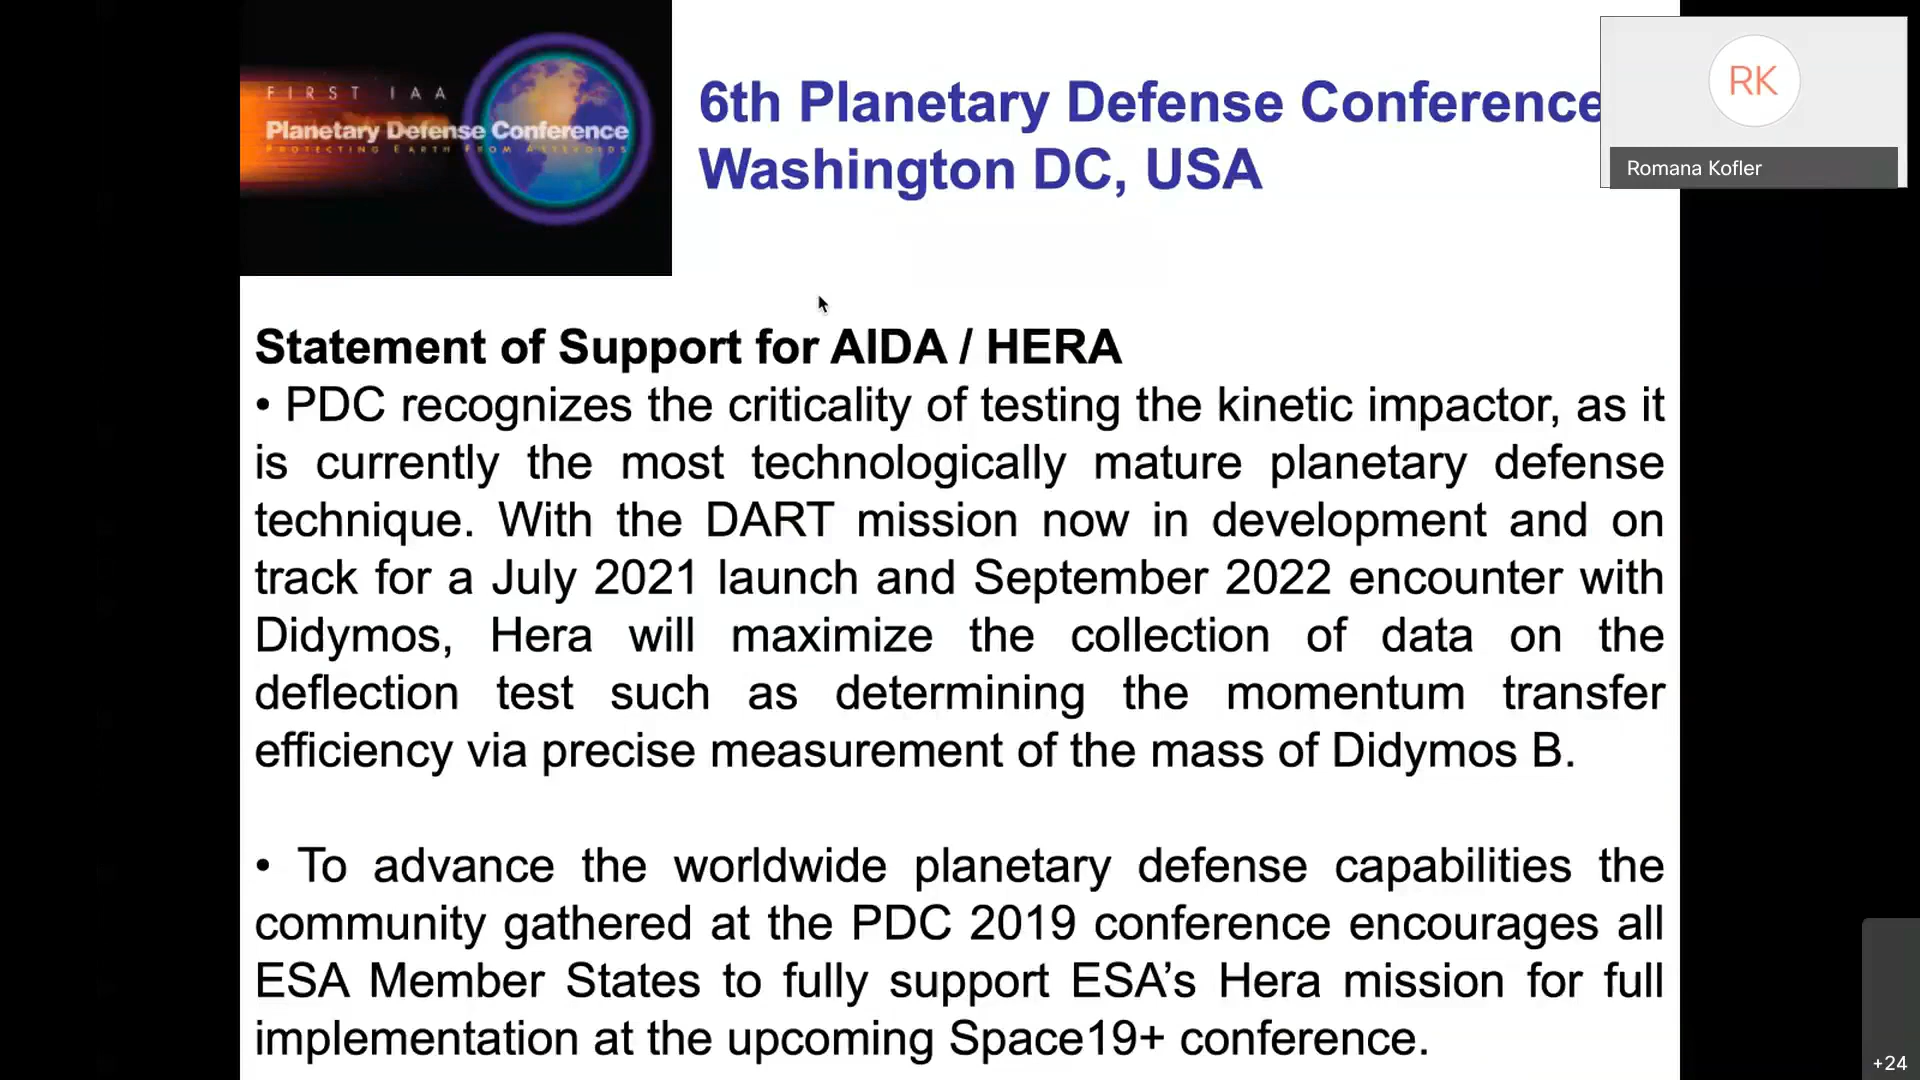 FIRST IAA
Planetary Defense Conference
PROTECTING EARTH FROM ASTEROIDS
6th Planetary Defense Conference
Washington DC, USA
RK
Romana Kofler
Statement of Support for AIDA / HERA
• PDC recognizes the criticality of testing the kinetic impactor, as it
is currently the most technologically mature planetary defense
technique. With the DART mission now in development and on
track for a July 2021 launch and September 2022 encounter with
Didymos, Hera will maximize the collection of data on the
deflection test such as determining the momentum transfer
efficiency via precise measurement of the mass of Didymos B.
• To advance the worldwide planetary defense capabilities the
community gathered at the PDC 2019 conference encourages all
ESA Member States to fully support ESA’s Hera mission for full
implementation at the upcoming Space19+ conference.
+24